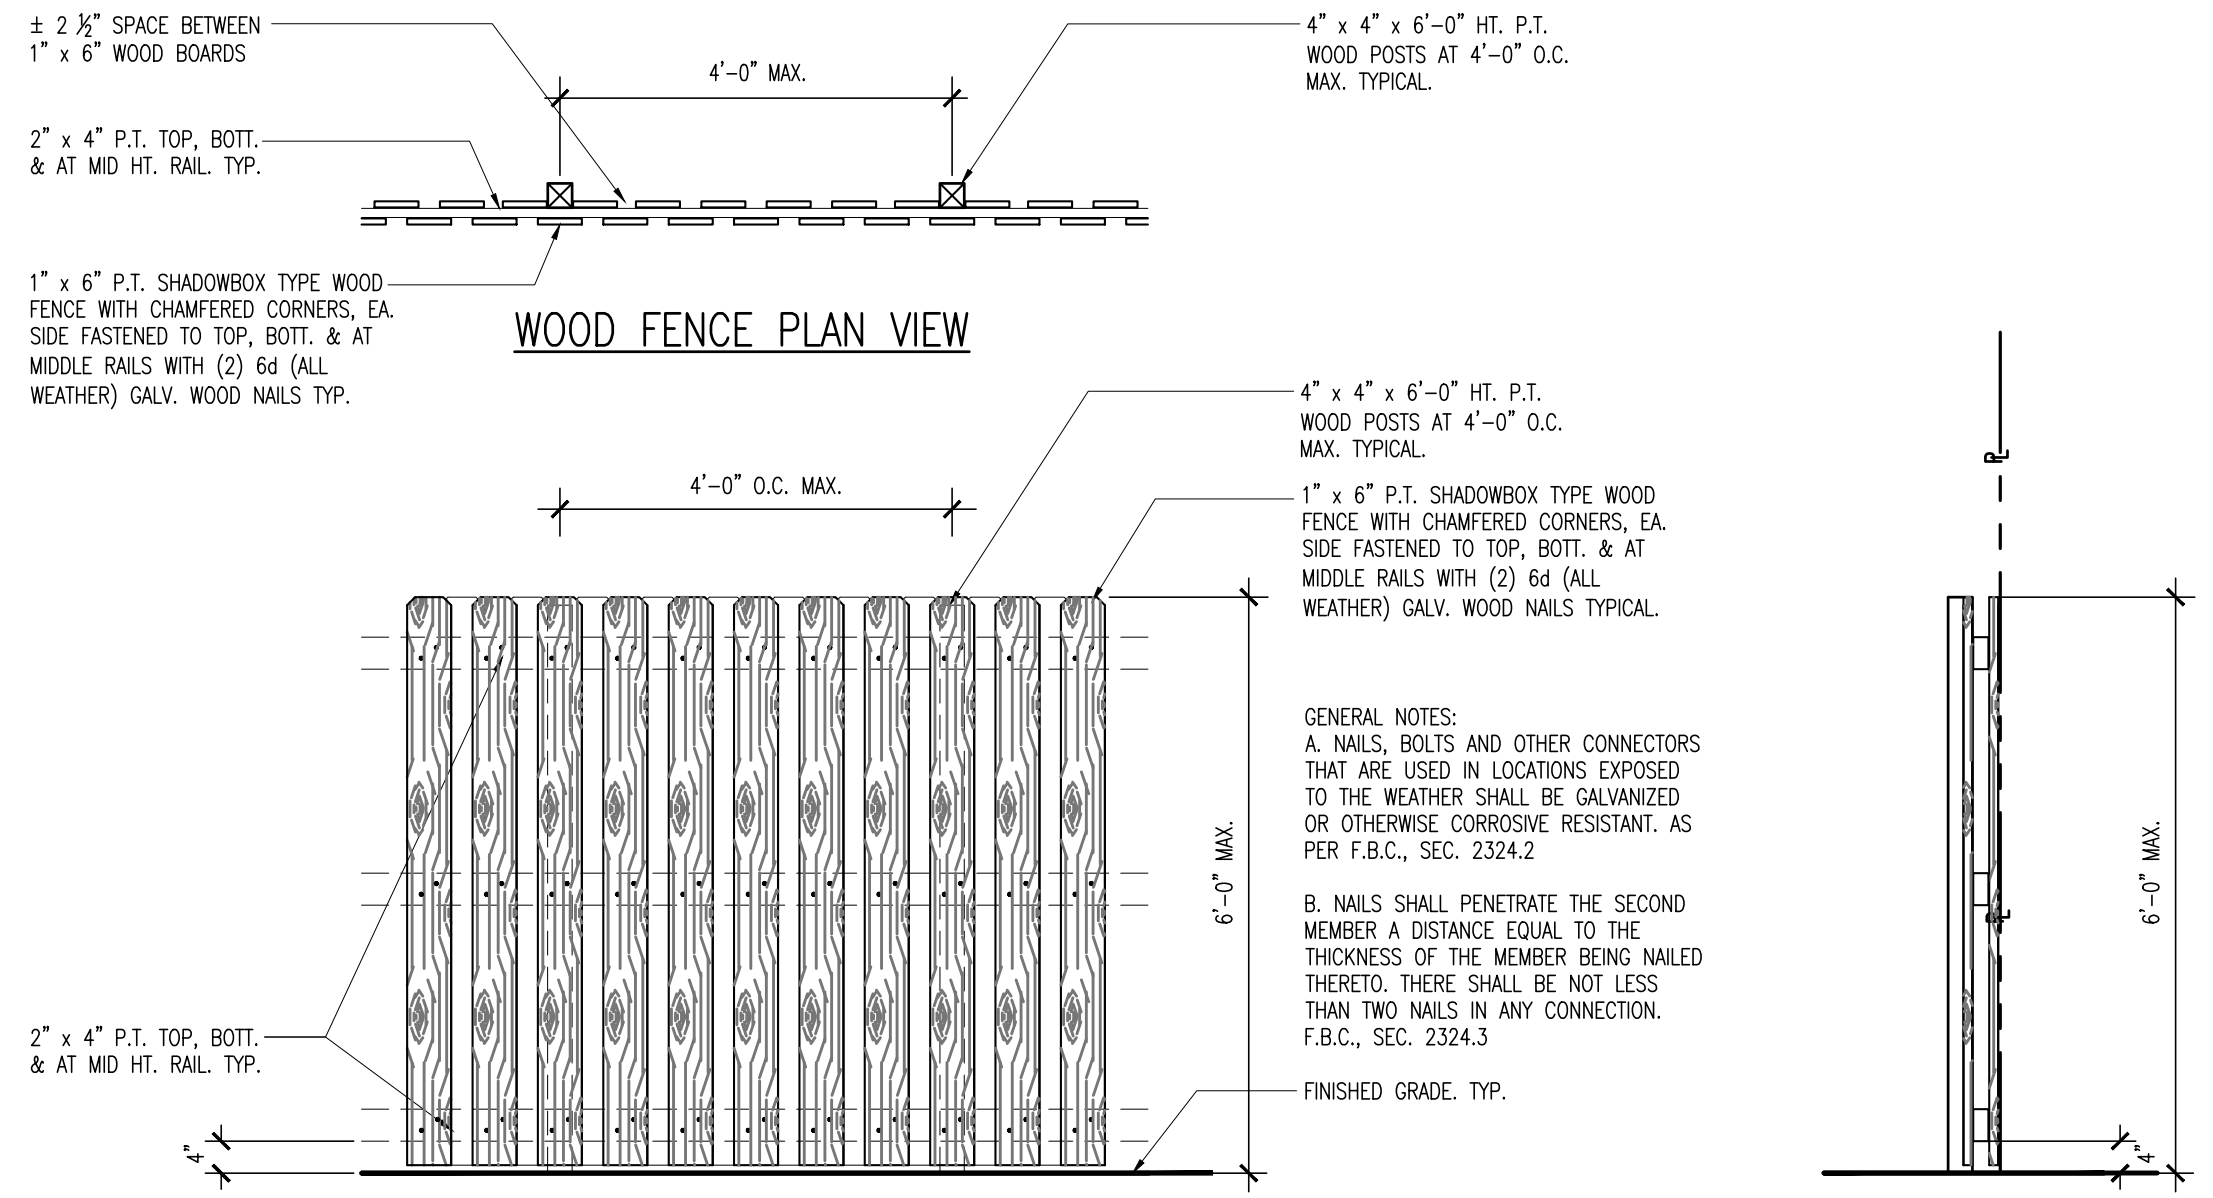 ± 2 ½" SPACE BETWEEN
1" x 6" WOOD BOARDS
4'-0" MAX.
4" x 4" x 6'-0" HT. P.T.
WOOD POSTS AT 4'-0" O.C.
MAX. TYPICAL.
2" x 4" P.T. TOP, BOTT.
& AT MID HT. RAIL. TYP.
1" x 6" P.T. SHADOWBOX TYPE WOOD
FENCE WITH CHAMFERED CORNERS, EA.
SIDE FASTENED TO TOP, BOTT. & AT
MIDDLE RAILS WITH (2) 6d (ALL
WEATHER) GALV. WOOD NAILS TYP.
WOOD FENCE PLAN VIEW
4" x 4" x 6'-0" HT. P.T.
WOOD POSTS AT 4'-0" O.C.
MAX. TYPICAL.
4'-0" O.C. MAX.
1" x 6" P.T. SHADOWBOX TYPE WOOD
FENCE WITH CHAMFERED CORNERS, EA.
SIDE FASTENED TO TOP, BOTT. & AT
MIDDLE RAILS WITH (2) 6d (ALL
WEATHER) GALV. WOOD NAILS TYPICAL.
GENERAL NOTES:
A. NAILS, BOLTS AND OTHER CONNECTORS
THAT ARE USED IN LOCATIONS EXPOSED
TO THE WEATHER SHALL BE GALVANIZED
OR OTHERWISE CORROSIVE RESISTANT. AS
PER F.B.C., SEC. 2324.2
B. NAILS SHALL PENETRATE THE SECOND
MEMBER A DISTANCE EQUAL TO THE
THICKNESS OF THE MEMBER BEING NAILED
THERETO. THERE SHALL BE NOT LESS
THAN TWO NAILS IN ANY CONNECTION.
F.B.C., SEC. 2324.3
FINISHED GRADE. TYP.
6'-0" MAX.
2" x 4" P.T. TOP, BOTT.
& AT MID HT. RAIL. TYP.
4"
PL
PL
6'-0" MAX.
4"